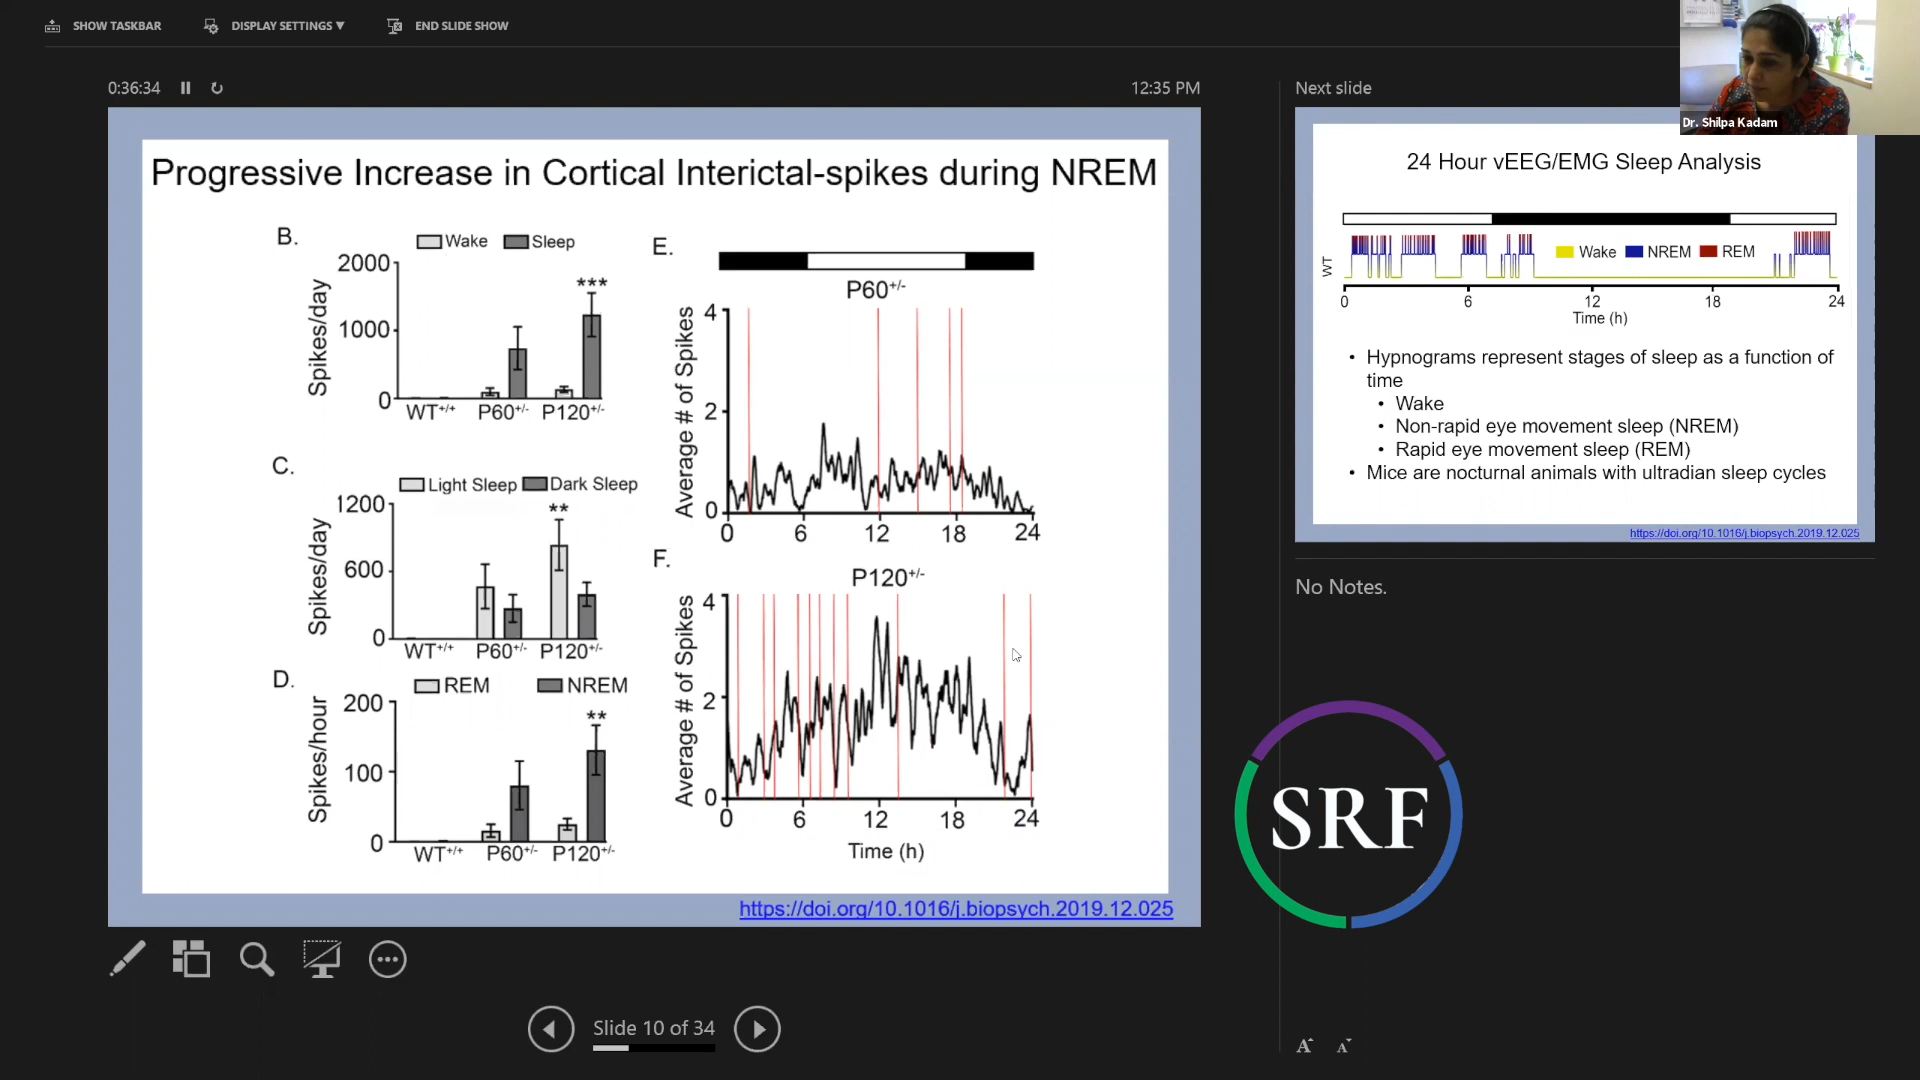 SHOW TASKBAR
DISPLAY SETTINGS ▼
END SLIDE SHOW
0:36:34
12:35 PM
Next slide
Dr. Shilpa Kadam
Progressive Increase in Cortical Interictal-spikes during NREM
B.
Wake
Sleep
Spikes/day
2000
1000
0
***
WT+/+
P60+/-
P120+/-
C.
Light Sleep
Dark Sleep
Spikes/day
1200
600
0
**
WT+/+
P60+/-
P120+/-
D.
REM
NREM
Spikes/hour
200
100
0
**
WT+/+
P60+/-
P120+/-
E.
P60+/-
Average # of Spikes
4
2
0
0 6 12 18 24
F.
P120+/-
Average # of Spikes
4
2
0
0 6 12 18 24
Time (h)
https://doi.org/10.1016/j.biopsych.2019.12.025
24 Hour vEEG/EMG Sleep Analysis
WT
Wake
NREM
REM
0 6 12 18 24
Time (h)
• Hypnograms represent stages of sleep as a function of
time
• Wake
• Non-rapid eye movement sleep (NREM)
• Rapid eye movement sleep (REM)
• Mice are nocturnal animals with ultradian sleep cycles
https://doi.org/10.1016/j.biopsych.2019.12.025
No Notes.
SRF
Slide 10 of 34
A A